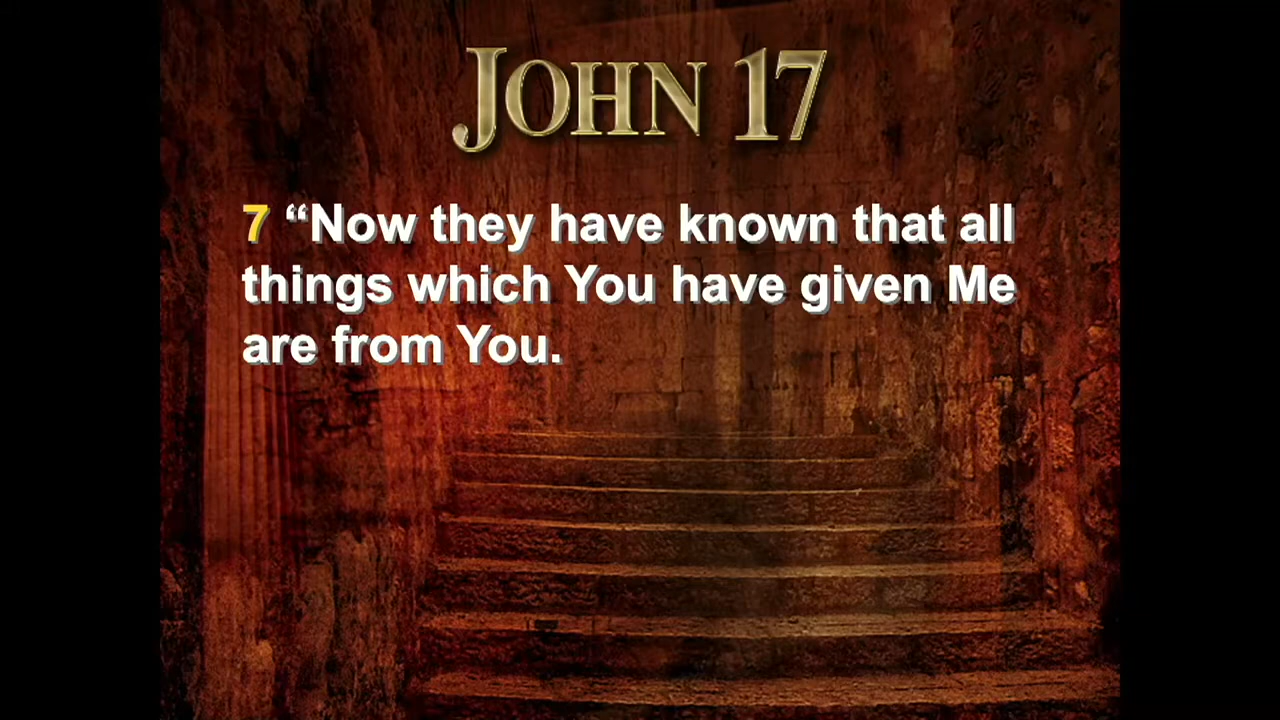 JOHN 17
7 “Now they have known that all
things which You have given Me
are from You.